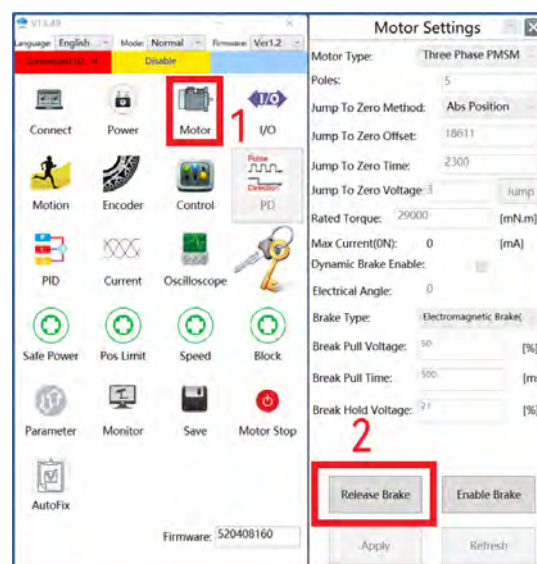 V13.49
Language: English Mode: Normal Firmware: Ver1.2
Disable
Connect Power Motor 1 I/O
I/O
Pulse
Direction
Motion Encoder Control PD
PID Current Oscilloscope
Safe Power Pos Limit Speed Block
Parameter Monitor Save Motor Stop
AutoFix
Firmware: 520408160
Motor Settings
Motor Type: Three Phase PMSM
Poles: 5
Jump To Zero Method: Abs Position
Jump To Zero Offset: 18611
Jump To Zero Time: 2300
Jump To Zero Voltage: 3 Jump
Rated Torque: 29000 [mN.m]
Max Current(0N): 0 [mA]
Dynamic Brake Enable:
Electrical Angle: 0
Brake Type: Electromagnetic Brake(
Break Pull Voltage: 50 [%]
Break Pull Time: 500 [m
Break Hold Voltage: 21 [%]
2
Release Brake Enable Brake
Apply Refresh